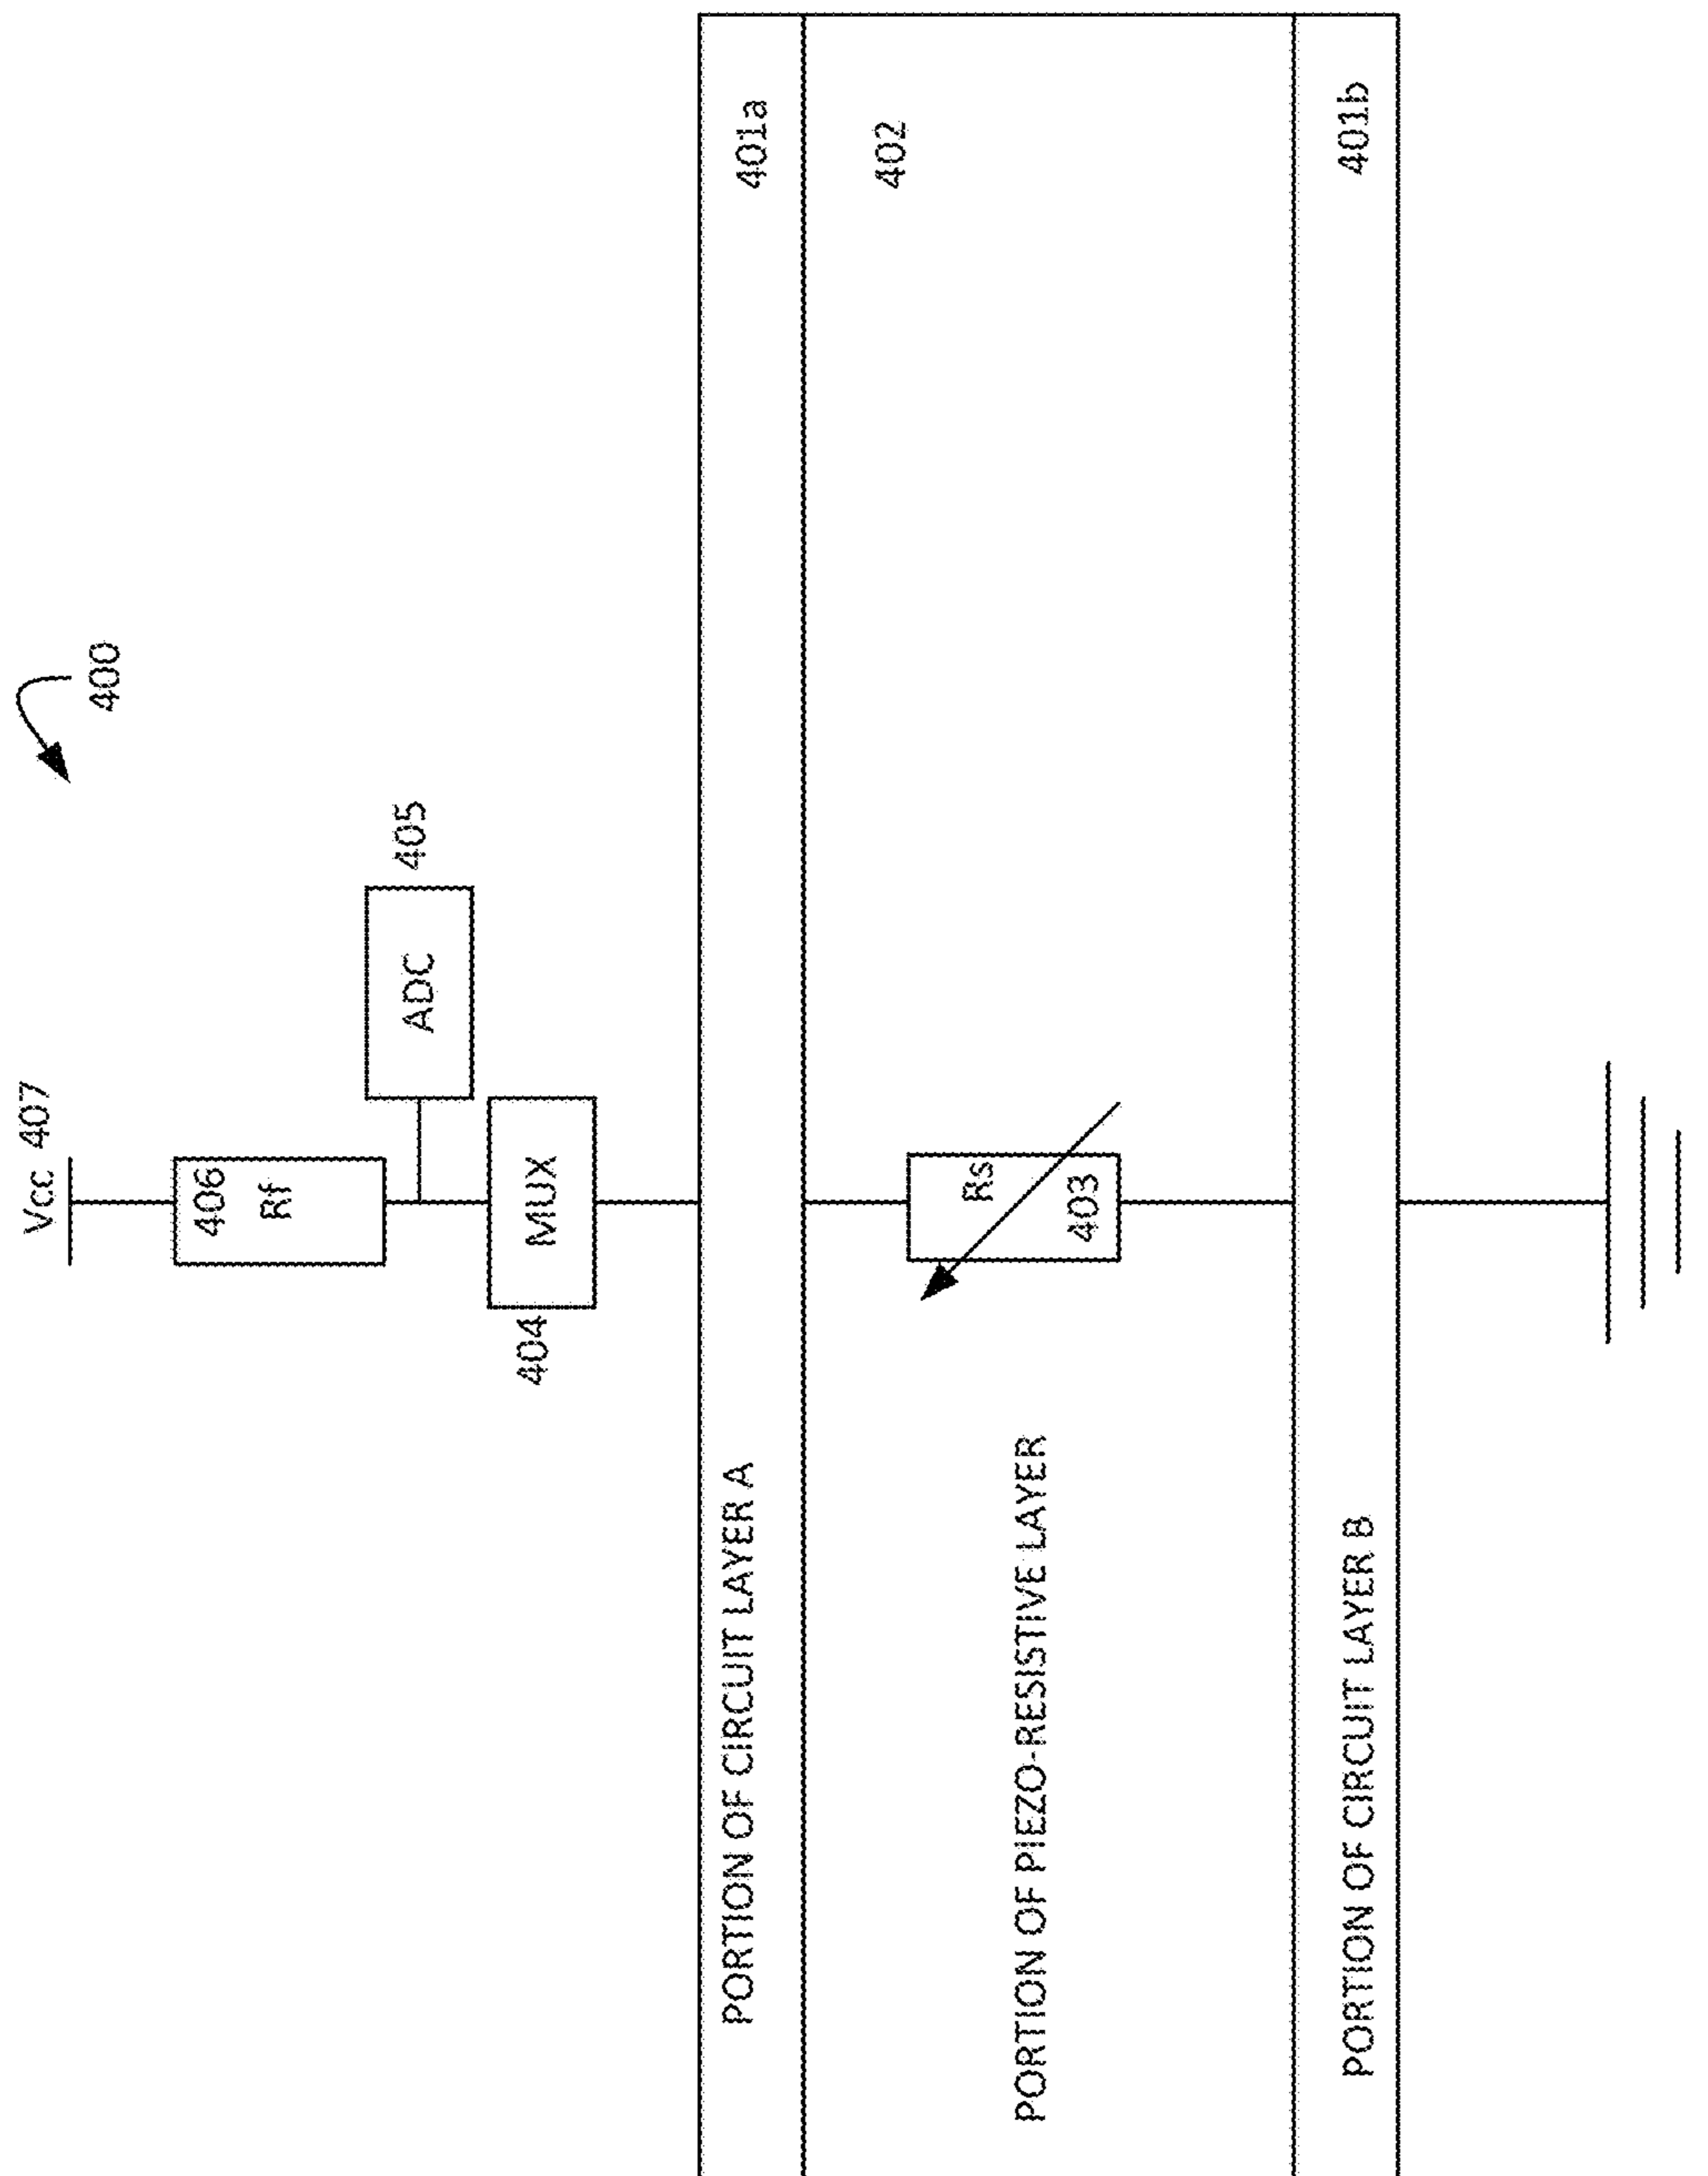 400
Vcc 407
406
Rf
ADC
405
MUX
404
PORTION OF CIRCUIT LAYER A
401a
402
Rs
403
PORTION OF PIEZO-RESISTIVE LAYER
PORTION OF CIRCUIT LAYER B
401b